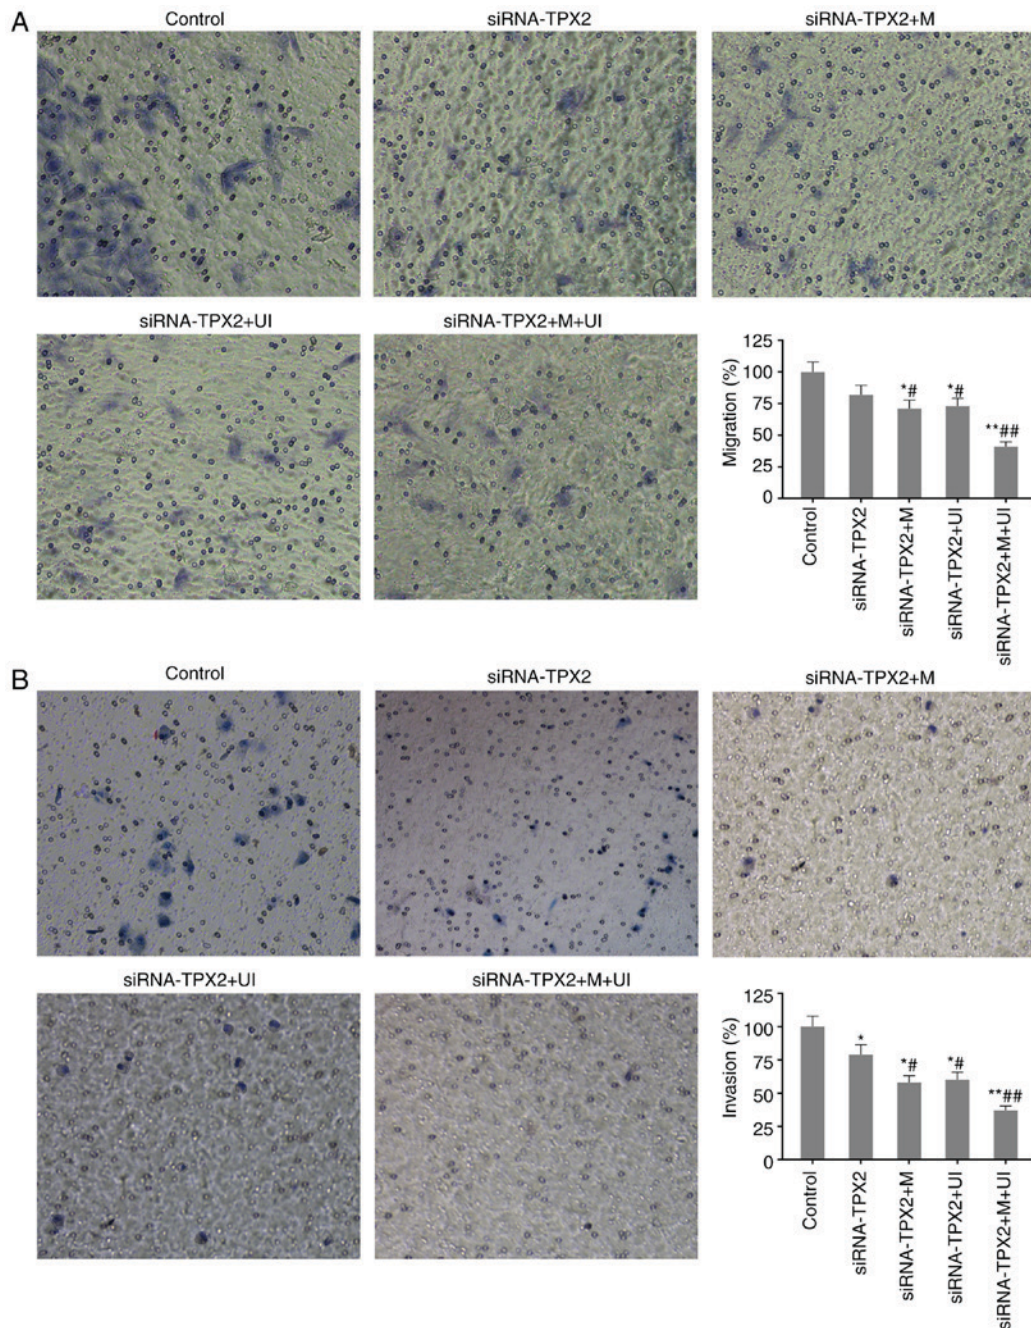 A
Control
siRNA-TPX2
siRNA-TPX2+M
siRNA-TPX2+UI
siRNA-TPX2+M+UI
Migration (%)
125
100
75
50
25
0
*#
*#
**##
Control
siRNA-TPX2
siRNA-TPX2+M
siRNA-TPX2+UI
siRNA-TPX2+M+UI
B
Control
siRNA-TPX2
siRNA-TPX2+M
siRNA-TPX2+UI
siRNA-TPX2+M+UI
Invasion (%)
125
100
75
50
25
0
*
*#
*#
**##
Control
siRNA-TPX2
siRNA-TPX2+M
siRNA-TPX2+UI
siRNA-TPX2+M+UI